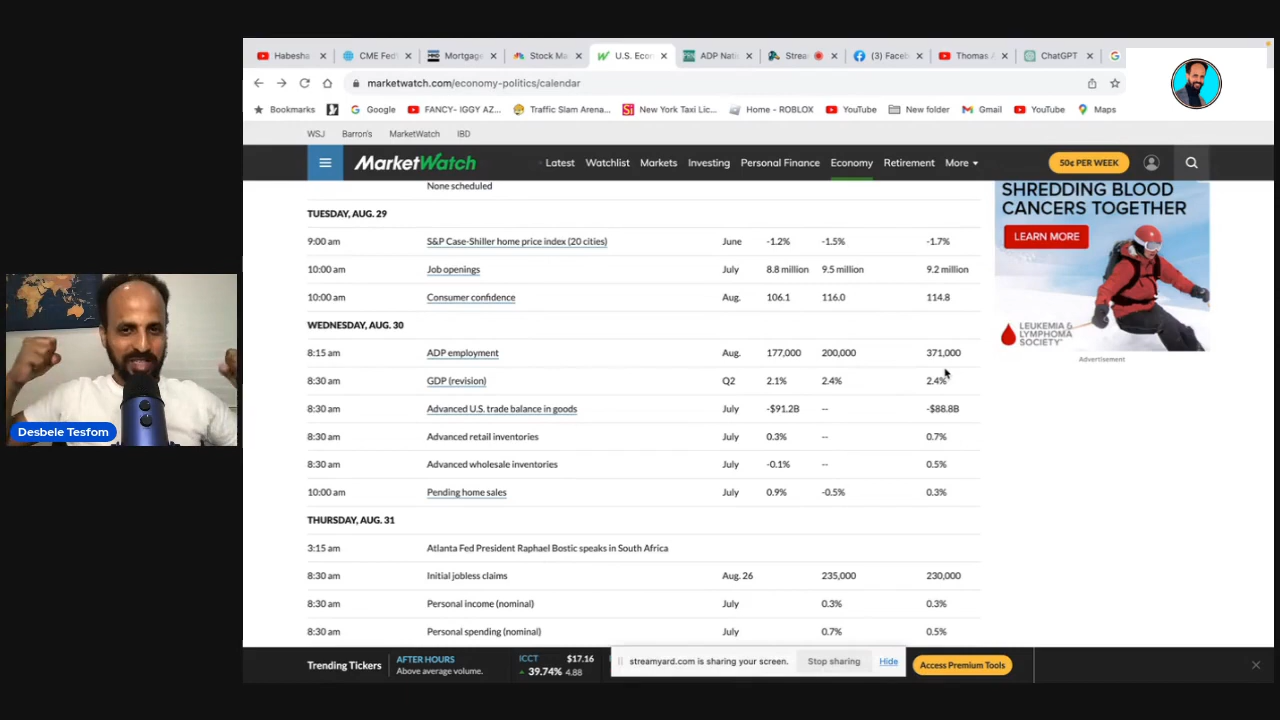 Habesha
CME Fed
Mortgage
Stock Ma
U.S. Eco
ADP Nati
Strea
(3) Faceb
Thomas
ChatGPT
marketwatch.com/economy-politics/calendar
Bookmarks
Google
FANCY- IGGY AZ...
Traffic Slam Arena...
New York Taxi Lic...
Home - ROBLOX
YouTube
New folder
Gmail
YouTube
Maps
WSJ Barron's MarketWatch IBD
MarketWatch
Latest Watchlist Markets Investing Personal Finance Economy Retirement More
50¢ PER WEEK
None scheduled
TUESDAY, AUG. 29
9:00 am S&P Case-Shiller home price index (20 cities) June -1.2% -1.5% -1.7%
10:00 am Job openings July 8.8 million 9.5 million 9.2 million
10:00 am Consumer confidence Aug. 106.1 116.0 114.8
WEDNESDAY, AUG. 30
8:15 am ADP employment Aug. 177,000 200,000 371,000
8:30 am GDP (revision) Q2 2.1% 2.4% 2.4%
8:30 am Advanced U.S. trade balance in goods July -$91.2B -- -$88.8B
8:30 am Advanced retail inventories July 0.3% -- 0.7%
8:30 am Advanced wholesale inventories July -0.1% -- 0.5%
10:00 am Pending home sales July 0.9% -0.5% 0.3%
THURSDAY, AUG. 31
3:15 am Atlanta Fed President Raphael Bostic speaks in South Africa
8:30 am Initial jobless claims Aug. 26 235,000 230,000
8:30 am Personal income (nominal) July 0.3% 0.3%
8:30 am Personal spending (nominal) July 0.7% 0.5%
SHREDDING BLOOD
CANCERS TOGETHER
LEARN MORE
LEUKEMIA &
LYMPHOMA
SOCIETY
Advertisement
Desbele Tesfom
Trending Tickers
AFTER HOURS
Above average volume.
ICCT $17.16
39.74% 4.88
streamyard.com is sharing your screen.
Stop sharing
Hide
Access Premium Tools